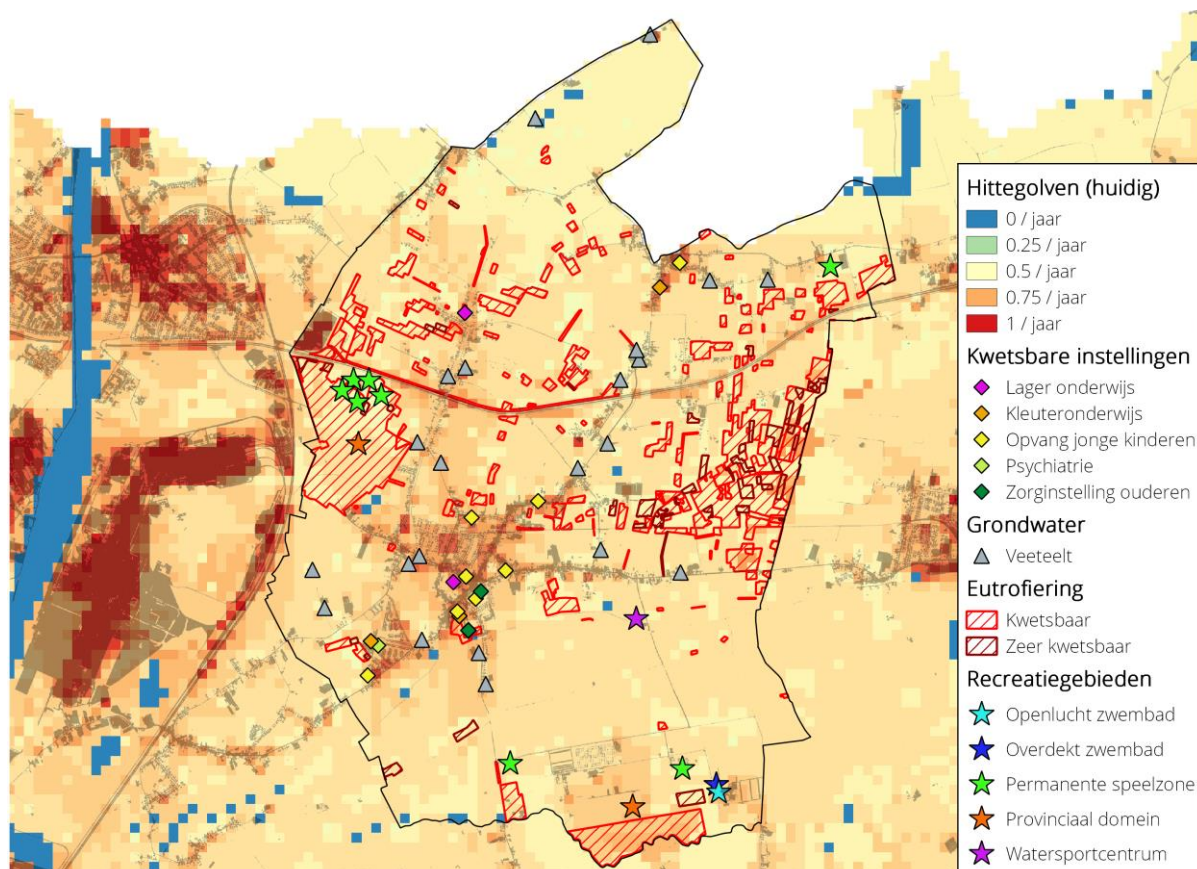 Hittegolven (huidig)
0 / jaar
0.25 / jaar
0.5 / jaar
0.75 / jaar
1 / jaar
Kwetsbare instellingen
Lager onderwijs
Kleuteronderwijs
Opvang jonge kinderen
Psychiatrie
Zorginstelling ouderen
Grondwater
Veeteelt
Eutrofiering
Kwetsbaar
Zeer kwetsbaar
Recreatiegebieden
Openlucht zwembad
Overdekt zwembad
Permanente speelzone
Provinciaal domein
Watersportcentrum